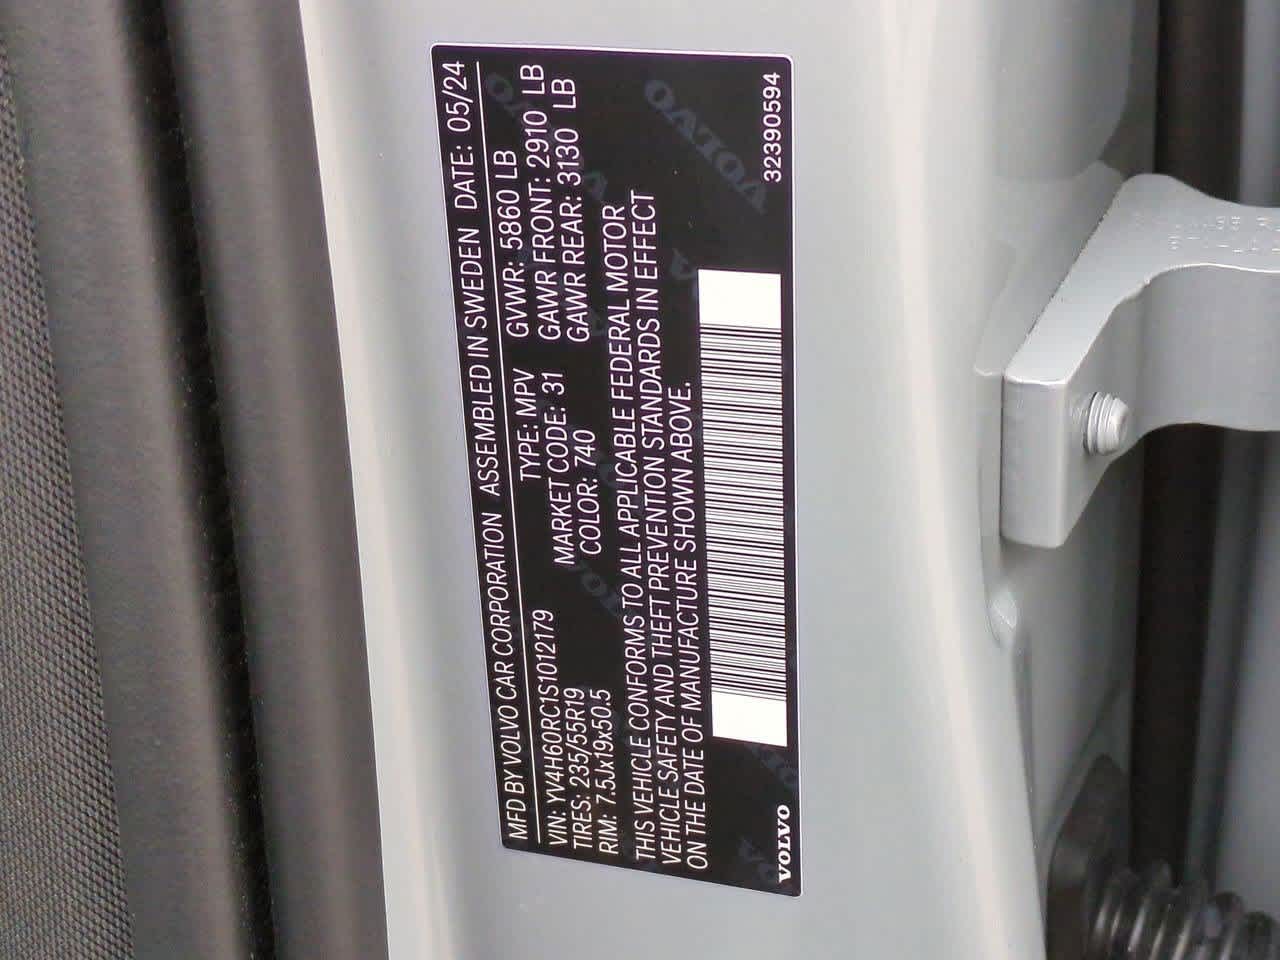 MFD BY VOLVO CAR CORPORATION ASSEMBLED IN SWEDEN DATE: 05/24
VIN: YV4H60RC1S1012179 TYPE: MPV GVWR: 5860 LB
TIRES: 235/55R19 MARKET CODE: 31 GAWR FRONT: 2910 LB
RIM: 7.5Jx19x50.5 COLOR: 740 GAWR REAR: 3130 LB
THIS VEHICLE CONFORMS TO ALL APPLICABLE FEDERAL MOTOR
VEHICLE SAFETY AND THEFT PREVENTION STANDARDS IN EFFECT
ON THE DATE OF MANUFACTURE SHOWN ABOVE.
VOLVO 32390594